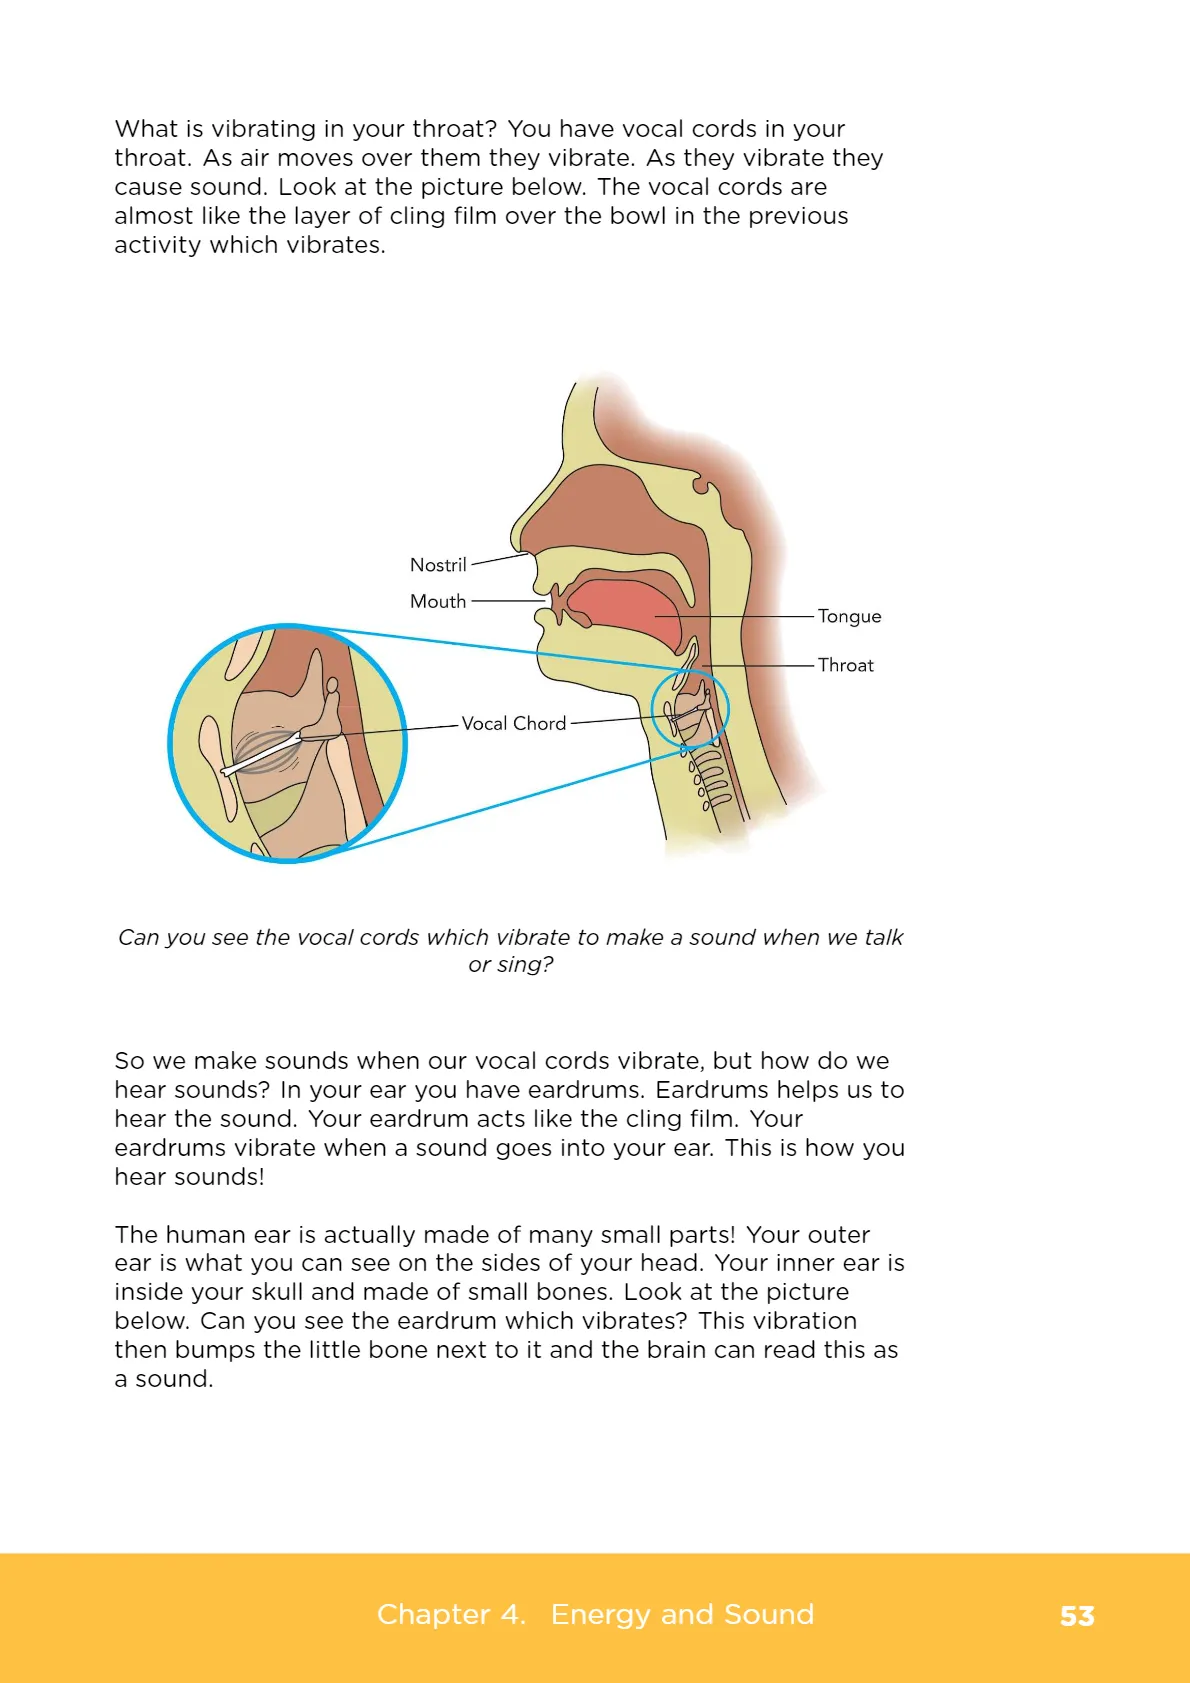 What is vibrating in your throat? You have vocal cords in your
throat. As air moves over them they vibrate. As they vibrate they
cause sound. Look at the picture below. The vocal cords are
almost like the layer of cling film over the bowl in the previous
activity which vibrates.
Nostril
Mouth
Tongue
Throat
Vocal Chord
Can you see the vocal cords which vibrate to make a sound when we talk
or sing?
So we make sounds when our vocal cords vibrate, but how do we
hear sounds? In your ear you have eardrums. Eardrums helps us to
hear the sound. Your eardrum acts like the cling film. Your
eardrums vibrate when a sound goes into your ear. This is how you
hear sounds!
The human ear is actually made of many small parts! Your outer
ear is what you can see on the sides of your head. Your inner ear is
inside your skull and made of small bones. Look at the picture
below. Can you see the eardrum which vibrates? This vibration
then bumps the little bone next to it and the brain can read this as
a sound.
Chapter 4. Energy and Sound 53